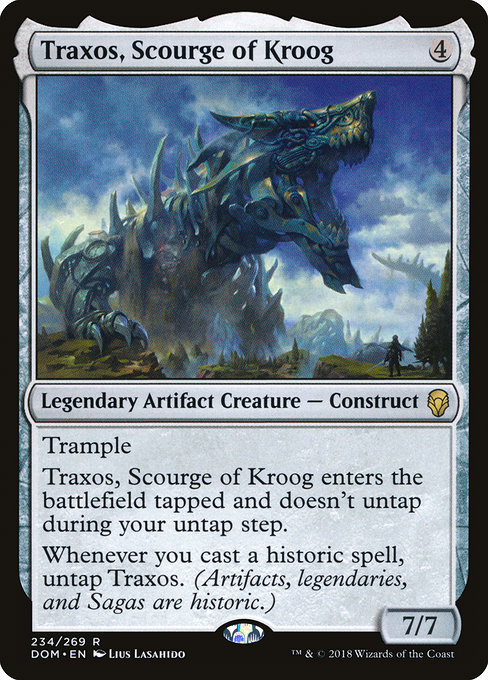 Traxos, Scourge of Kroog 4
Legendary Artifact Creature — Construct
Trample
Traxos, Scourge of Kroog enters the
battlefield tapped and doesn't untap
during your untap step.
Whenever you cast a historic spell,
untap Traxos. (Artifacts, legendaries,
and Sagas are historic.)
7/7
234/269 R
DOM • EN Lius Lasahido
™ & © 2018 Wizards of the Coast